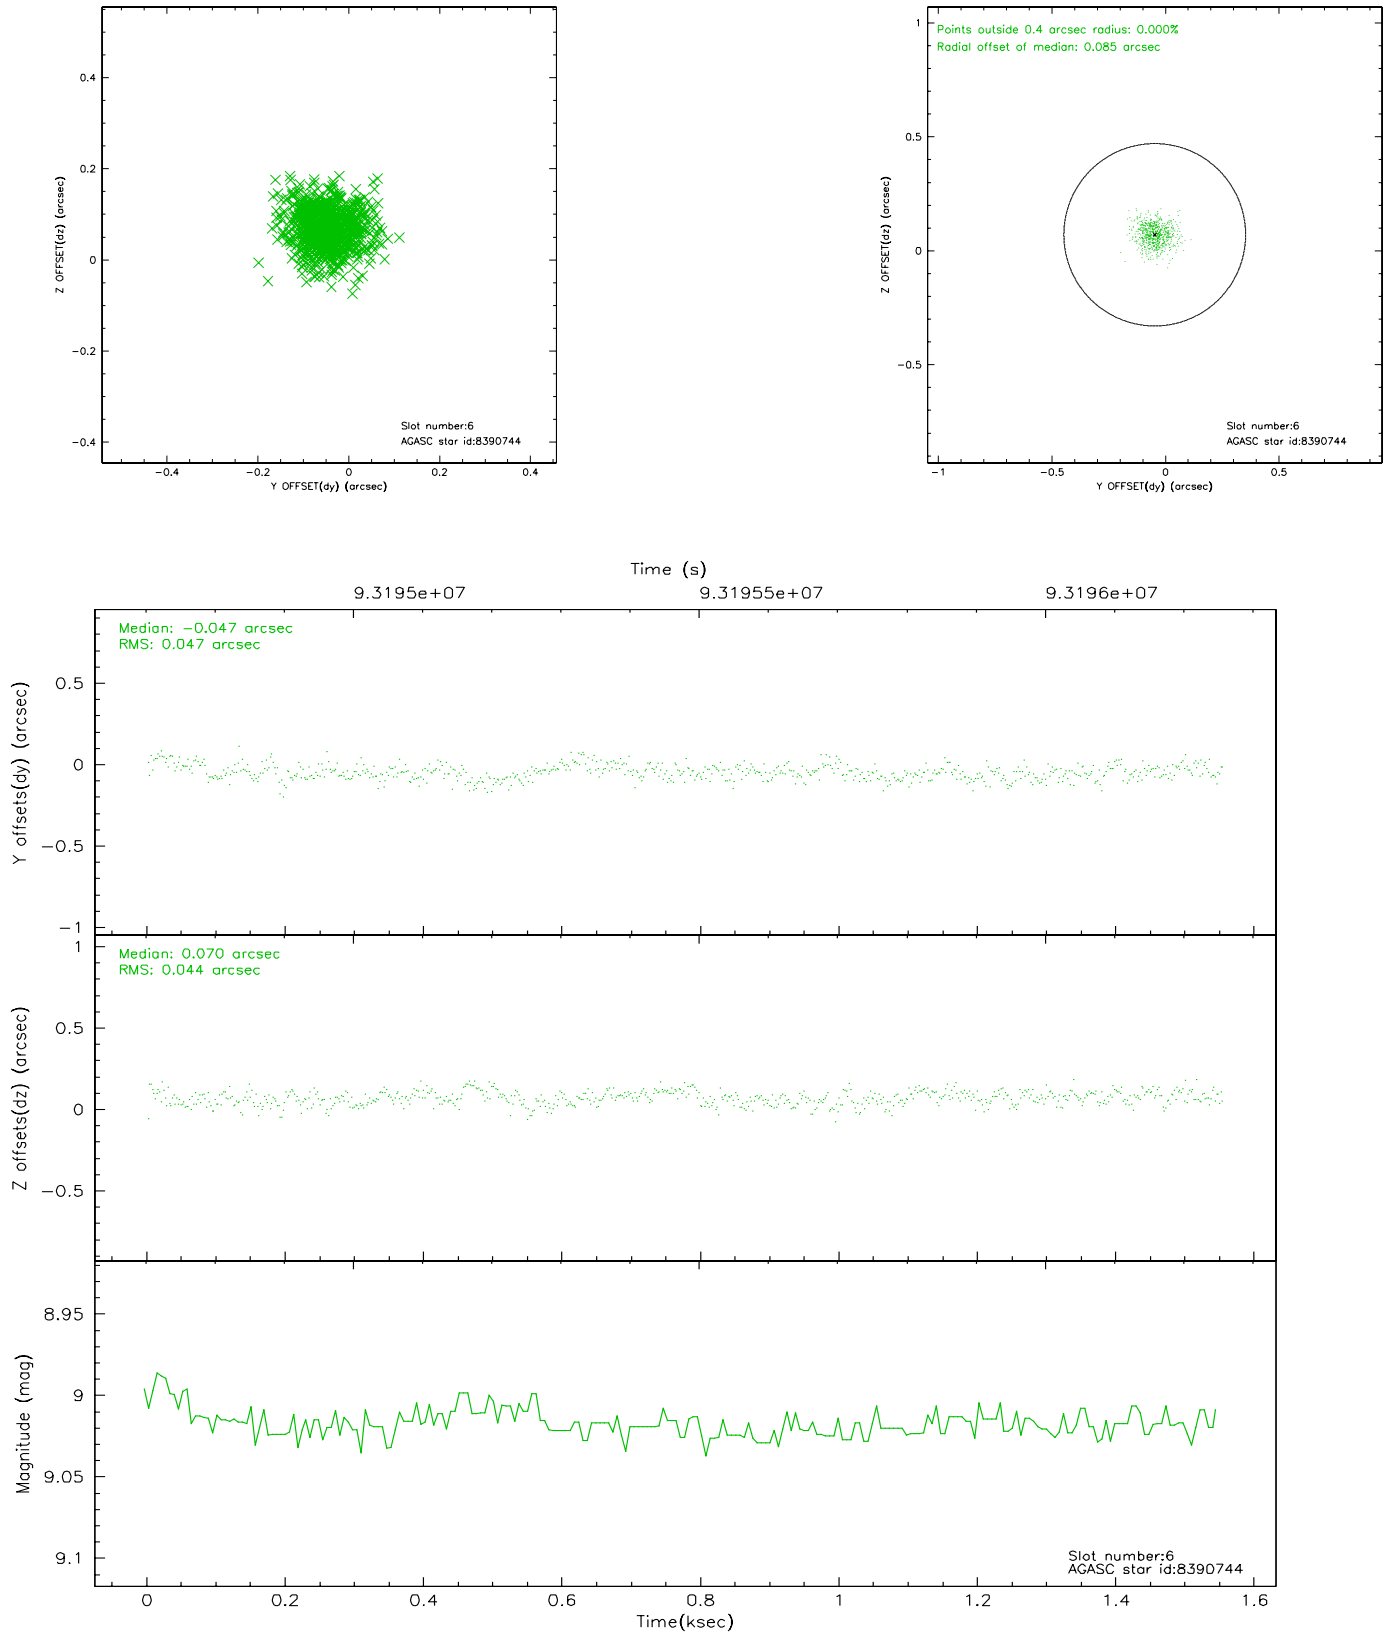 0.4
0.2
0
−0.2
−0.4
Z OFFSET(dz) (arcsec)
Slot number:6
AGASC star id:8390744
−0.4 −0.2 0 0.2 0.4
Y OFFSET(dy) (arcsec)
Points outside 0.4 arcsec radius: 0.000%
Radial offset of median: 0.085 arcsec
1
0.5
0
−0.5
Z OFFSET(dz) (arcsec)
Slot number:6
AGASC star id:8390744
−1 −0.5 0 0.5
Y OFFSET(dy) (arcsec)
Time (s)
9.3195e+07 9.31955e+07 9.3196e+07
Median: −0.047 arcsec
RMS: 0.047 arcsec
0.5
0
−0.5
−1
Y offsets(dy) (arcsec)
Median: 0.070 arcsec
RMS: 0.044 arcsec
1
0.5
0
−0.5
Z offsets(dz) (arcsec)
8.95
9
9.05
9.1
Magnitude (mag)
Slot number:6
AGASC star id:8390744
0 0.2 0.4 0.6 0.8 1 1.2 1.4 1.6
Time(ksec)